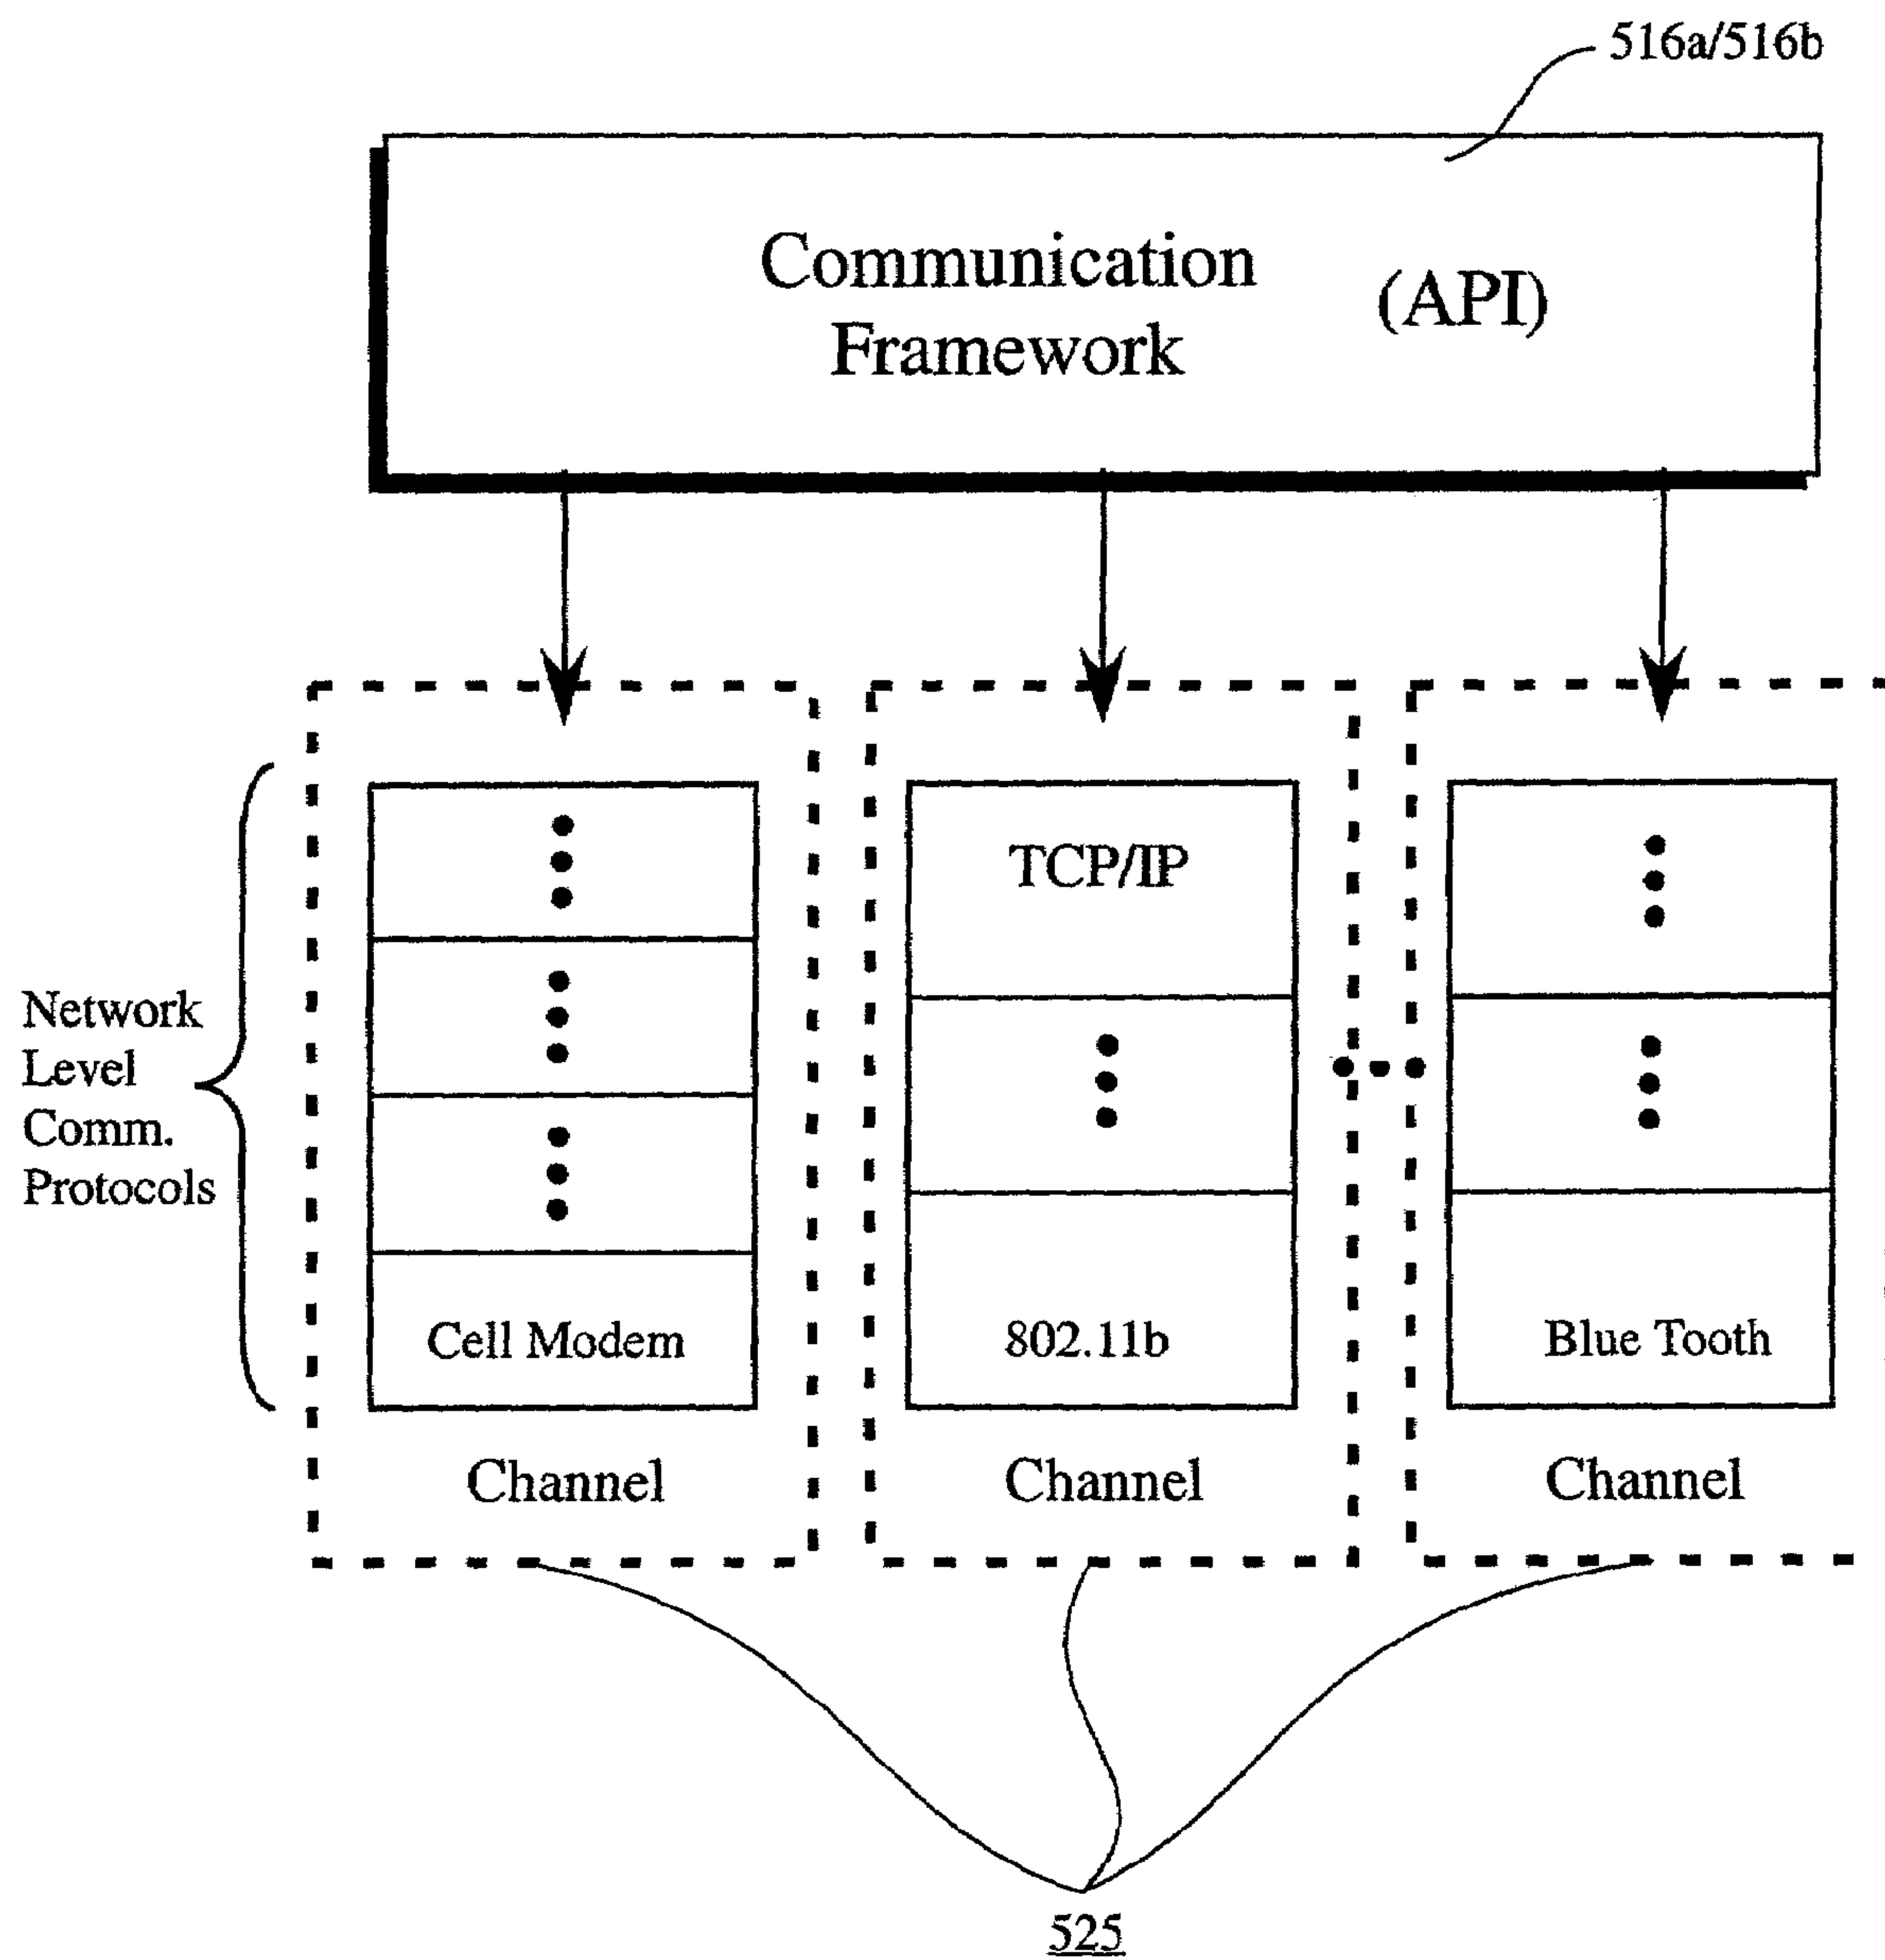 516a/516b
Communication
Framework
(API)
Network
Level
Comm.
Protocols
TCP/IP
Cell Modem
802.11b
Blue Tooth
Channel
Channel
Channel
525